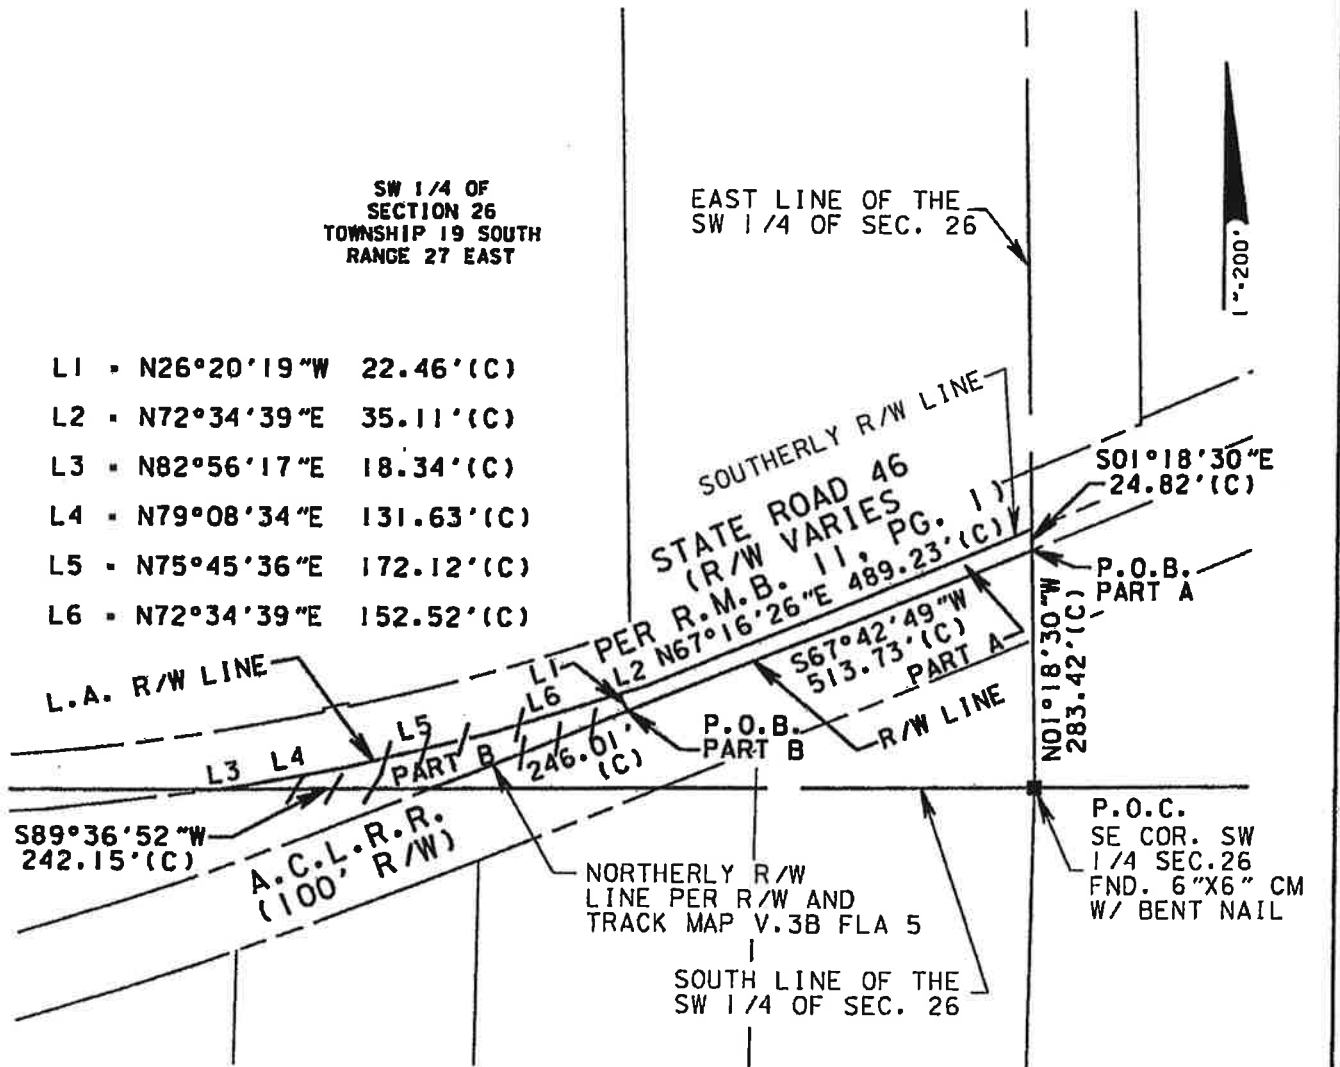 SW 1/4 OF
SECTION 26
TOWNSHIP 19 SOUTH
RANGE 27 EAST
EAST LINE OF THE
SW 1/4 OF SEC. 26
1"=200'
L1 = N26°20'19"W 22.46'(C)
L2 = N72°34'39"E 35.11'(C)
L3 = N82°56'17"E 18.34'(C)
L4 = N79°08'34"E 131.63'(C)
L5 = N75°45'36"E 172.12'(C)
L6 = N72°34'39"E 152.52'(C)
SOUTHERLY R/W LINE
STATE ROAD 46
(R/W VARIES
PER R.M.B. 11, PG. 1)
N67°16'26"E 489.23'(C)
S01°18'30"E
24.82'(C)
P.O.B.
PART A
S67°42'49"W
513.73'(C)
PART A
N01°18'30"W
283.42'(C)
L.A. R/W LINE
L1
L2
L6
L5
L4
L3
PART B
246.01'
(C)
P.O.B.
PART B
R/W LINE
S89°36'52"W
242.15'(C)
A.C.L.R.R.
(100' R/W)
P.O.C.
SE COR. SW
1/4 SEC.26
FND. 6"X6" CM
W/ BENT NAIL
NORTHERLY R/W
LINE PER R/W AND
TRACK MAP V.3B FLA 5
SOUTH LINE OF THE
SW 1/4 OF SEC. 26